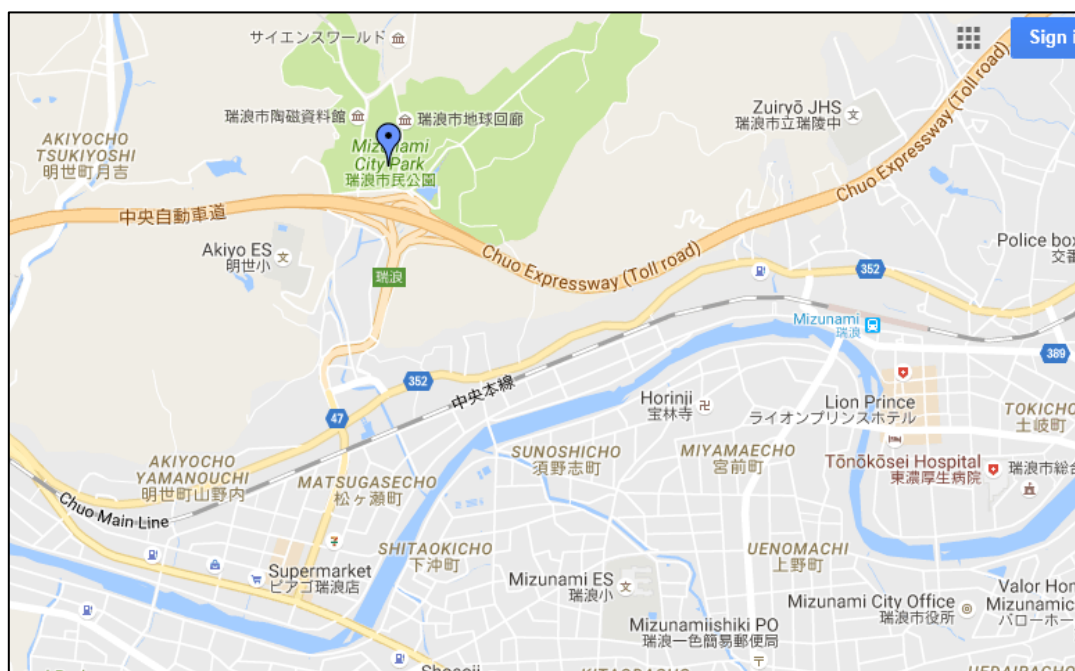 サイエンスワールド
Sign i
瑞浪市陶磁資料館
瑞浪市地球回廊
Zuiryō JHS
瑞浪市立瑞陵中
AKIYOCHO
TSUKIYOSHI
明世町月吉
Mizunami
City Park
瑞浪市民公園
Chuo Expressway (Toll road)
中央自動車道
Akiyo ES
明世小
Chuo Expressway (Toll road)
Police box
交番
瑞浪
352
Mizunami
瑞浪
389
352
中央本線
47
Horinji
宝林寺
Lion Prince
ライオンプリンスホテル
TOKICHO
土岐町
SUNOSHICHO
須野志町
MIYAMAECHO
宮前町
AKIYOCHO
YAMANOUCHI
明世町山野内
MATSUGASECHO
松ヶ瀬町
Tōnōkōsei Hospital
東濃厚生病院
瑞浪市総合
Chuo Main Line
SHITAOKICHO
下沖町
UENOMACHI
上野町
Supermarket
ピアゴ瑞浪店
Mizunami ES
瑞浪小
Mizunami City Office
瑞浪市役所
Valor Hom
Mizunamic
バローホー
Mizunamiishiki PO
瑞浪一色簡易郵便局